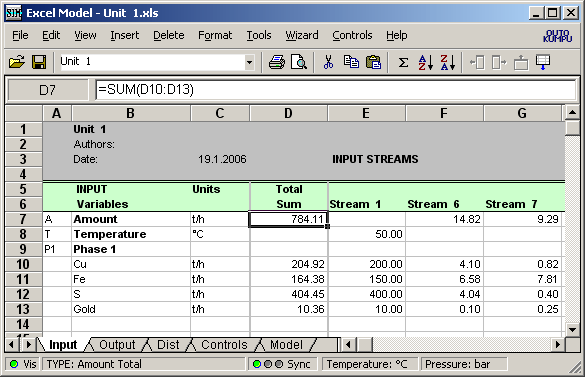 Excel Model - Unit 1.xls
File Edit View Insert Delete Format Tools Wizard Controls Help
OUTO
KUMPU
Unit 1
Σ A Z Z A
D7 =SUM(D10:D13)
A B C D E F G
1 Unit 1
2 Authors:
3 Date: 19.1.2006 INPUT STREAMS
4
5 INPUT Units Total
6 Variables Sum Stream 1 Stream 6 Stream 7
7 A Amount t/h 784.11 14.82 9.29
8 T Temperature °C 50.00
9 P1 Phase 1
10 Cu t/h 204.92 200.00 4.10 0.82
11 Fe t/h 164.38 150.00 6.58 7.81
12 S t/h 404.45 400.00 4.04 0.40
13 Gold t/h 10.36 10.00 0.10 0.25
14
15
Input Output Dist Controls Model
Vis TYPE: Amount Total Sync Temperature: °C Pressure: bar